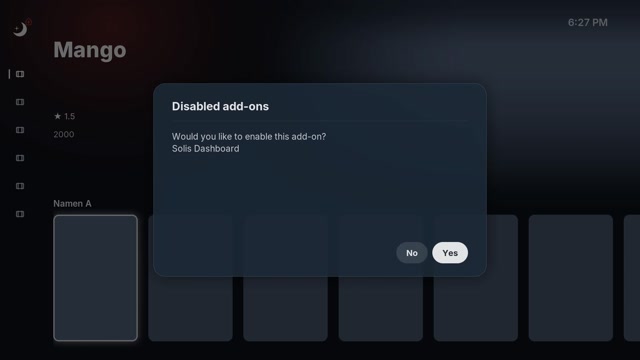 6:27 PM
Mango
★ 1.5
2000
Disabled add-ons
Would you like to enable this add-on?
Solis Dashboard
No
Yes
Namen A